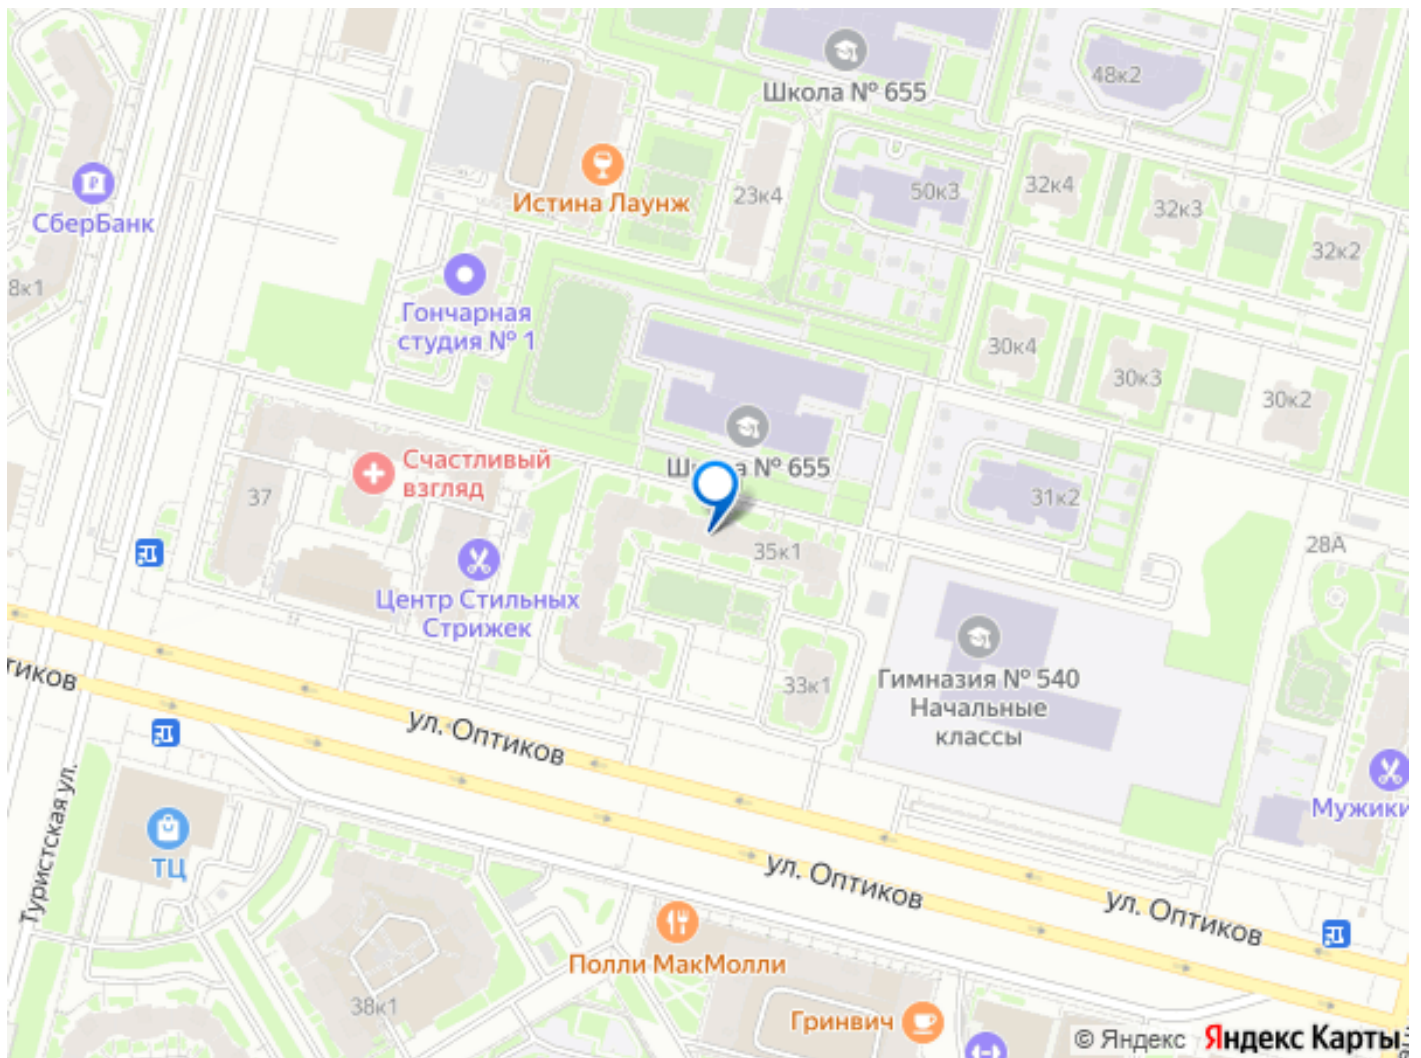 48к2
Школа № 655
Истина Лаунж
23к4
50к3
32к4
32к3
32к2
СберБанк
8к1
Гончарная
студия № 1
30к4
30к3
30к2
Счастливый
взгляд
37
655
31к2
35к1
28А
Центр Стильных
Стрижек
33к1
Гимназия № 540
Начальные
классы
ул. Оптиков
Туристская ул.
ТЦ
Мужики
ул. Оптиков
ул. Оптиков
Полли МакМолли
38к1
Гринвич
© Яндекс Яндекс Карты